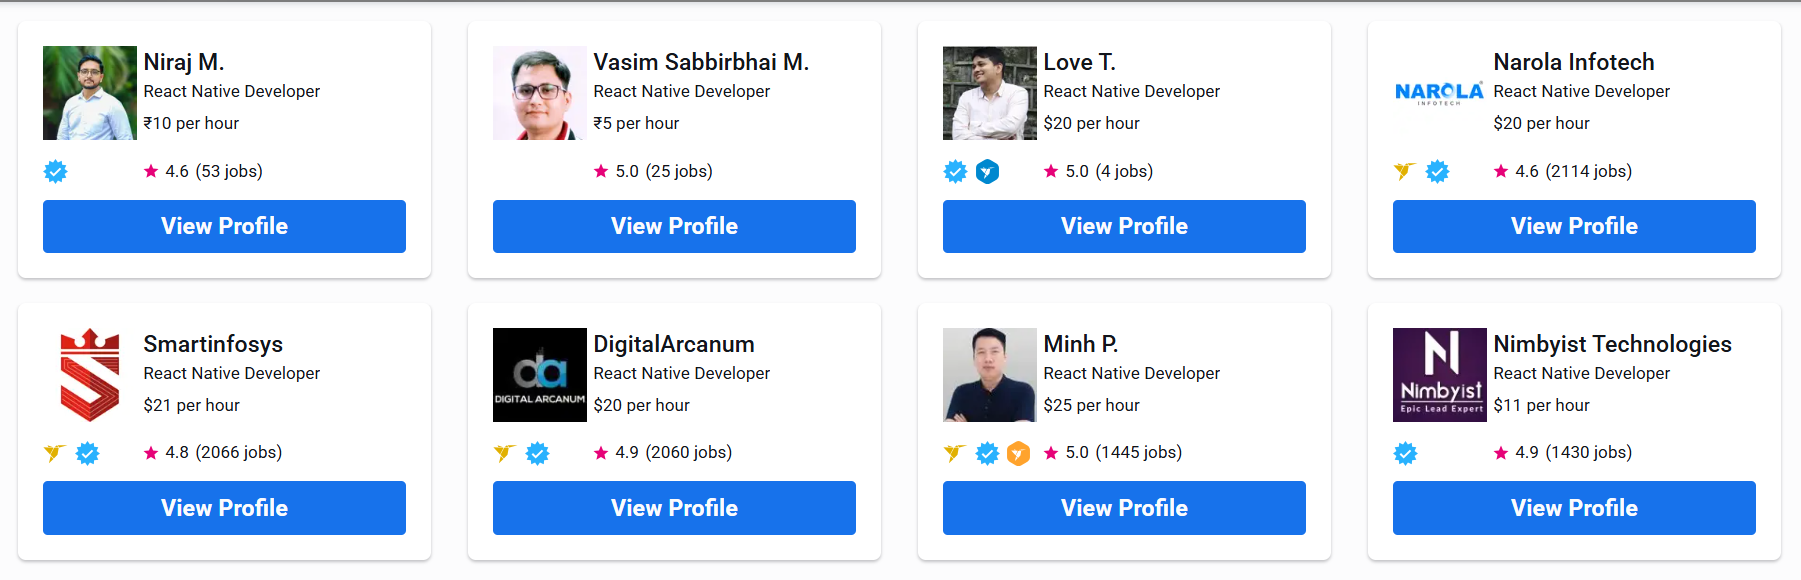 Niraj M.
React Native Developer
₹10 per hour
4.6 (53 jobs)
View Profile
Vasim Sabbirbhai M.
React Native Developer
₹5 per hour
5.0 (25 jobs)
View Profile
Love T.
React Native Developer
$20 per hour
5.0 (4 jobs)
View Profile
NAROLA
INFOTECH
Narola Infotech
React Native Developer
$20 per hour
4.6 (2114 jobs)
View Profile
Smartinfosys
React Native Developer
$21 per hour
4.8 (2066 jobs)
View Profile
da
DIGITAL ARCANUM
DigitalArcanum
React Native Developer
$20 per hour
4.9 (2060 jobs)
View Profile
Minh P.
React Native Developer
$25 per hour
5.0 (1445 jobs)
View Profile
N
Nimbyist
Epic Lead Expert
Nimbyist Technologies
React Native Developer
$11 per hour
4.9 (1430 jobs)
View Profile